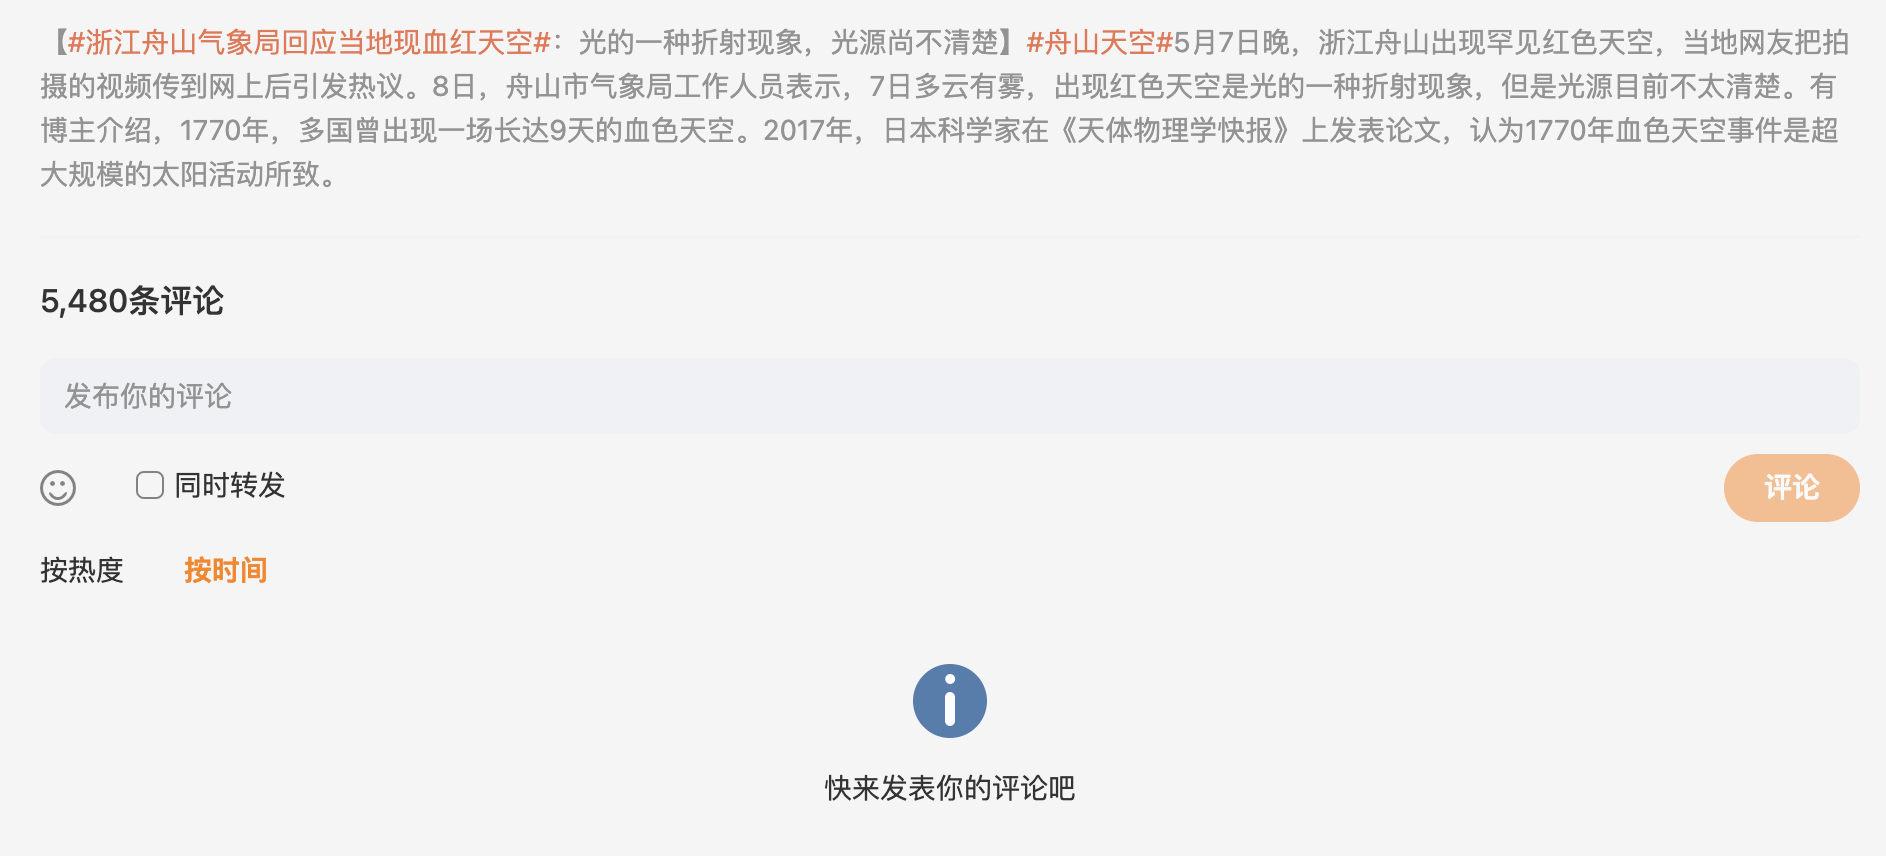 【#浙江舟山气象局回应当地现血红天空#：光的一种折射现象，光源尚不清楚】#舟山天空#5月7日晚，浙江舟山出现罕见红色天空，当地网友把拍
摄的视频传到网上后引发热议。8日，舟山市气象局工作人员表示，7日多云有雾，出现红色天空是光的一种折射现象，但是光源目前不太清楚。有
博主介绍，1770年，多国曾出现一场长达9天的血色天空。2017年，日本科学家在《天体物理学快报》上发表论文，认为1770年血色天空事件是超
大规模的太阳活动所致。
5,480条评论
发布你的评论
同时转发
评论
按热度 按时间
快来发表你的评论吧